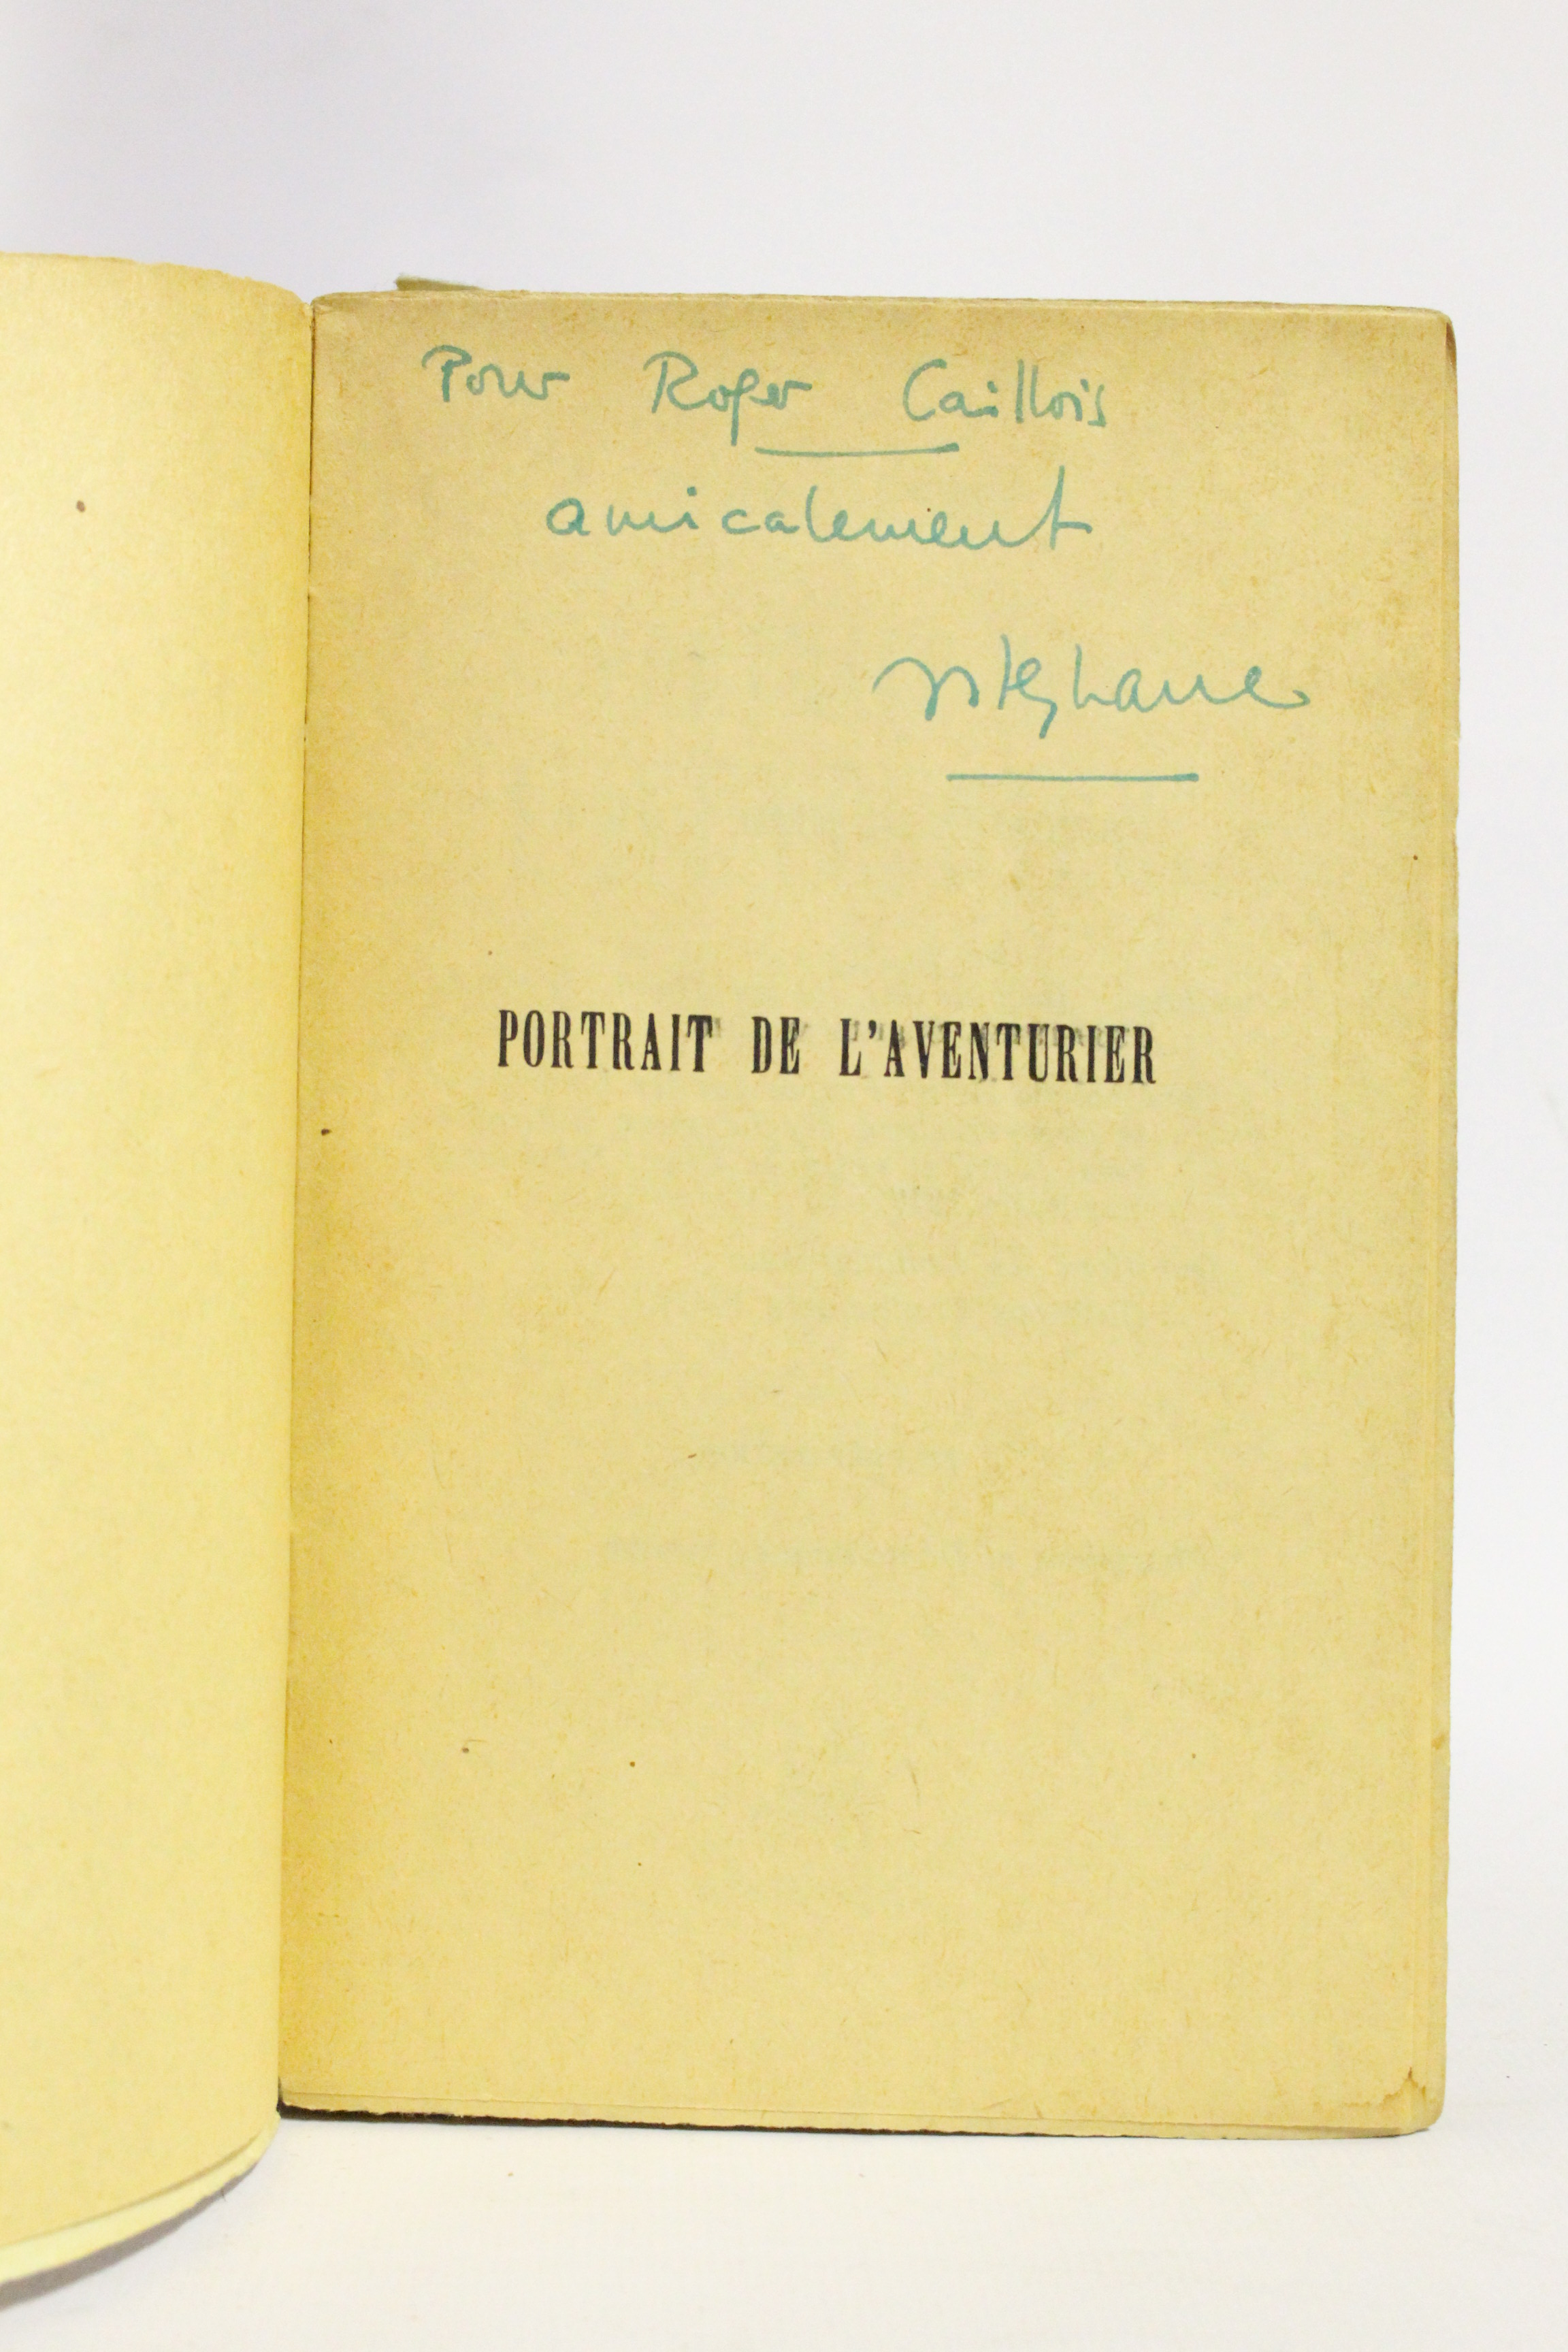 Pour Roger Caillois
amicalement
Stéphane
PORTRAIT DE L'AVENTURIER